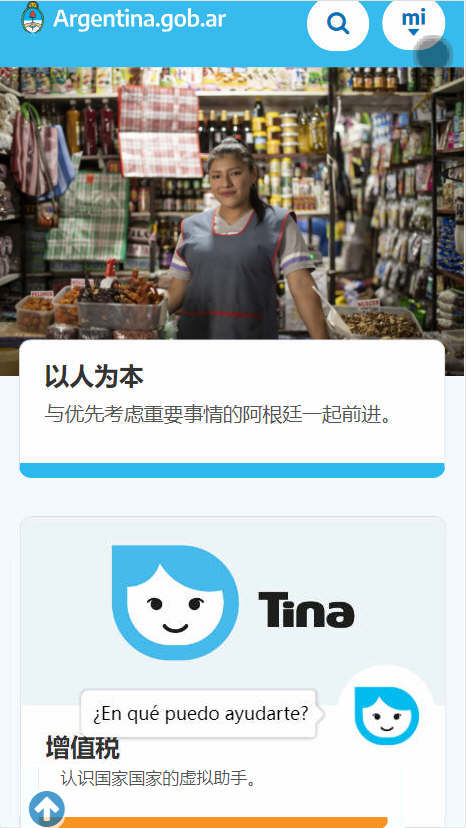 Argentina.gob.ar
mi
以人为本
与优先考虑重要事情的阿根廷一起前进。
Tina
¿En qué puedo ayudarte?
增值税
认识国家国家的虚拟助手。